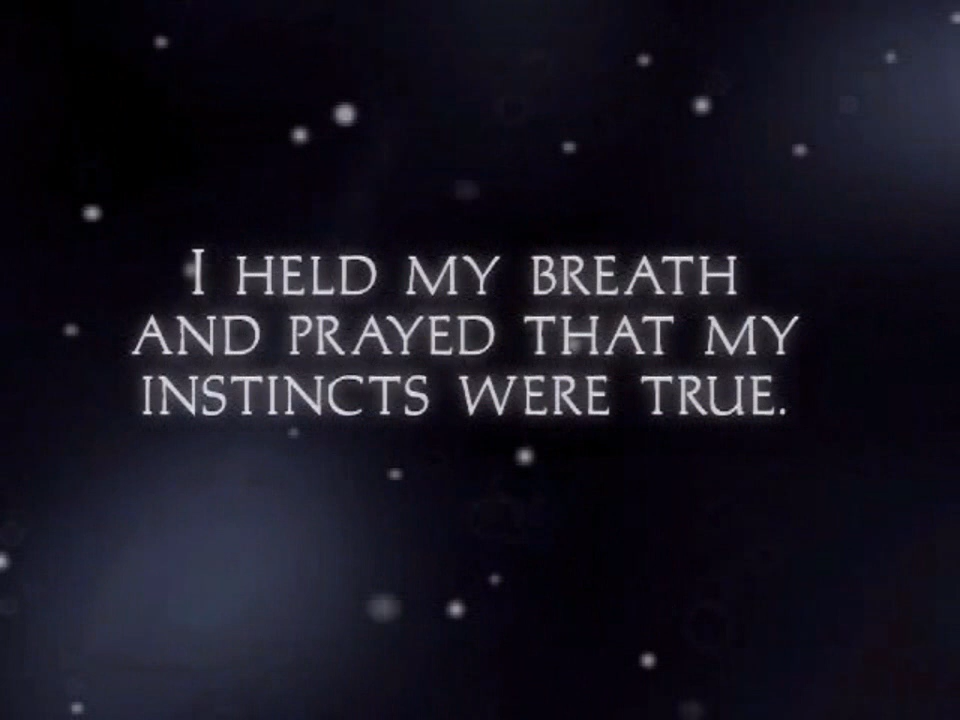 I HELD MY BREATH
AND PRAYED THAT MY
INSTINCTS WERE TRUE.